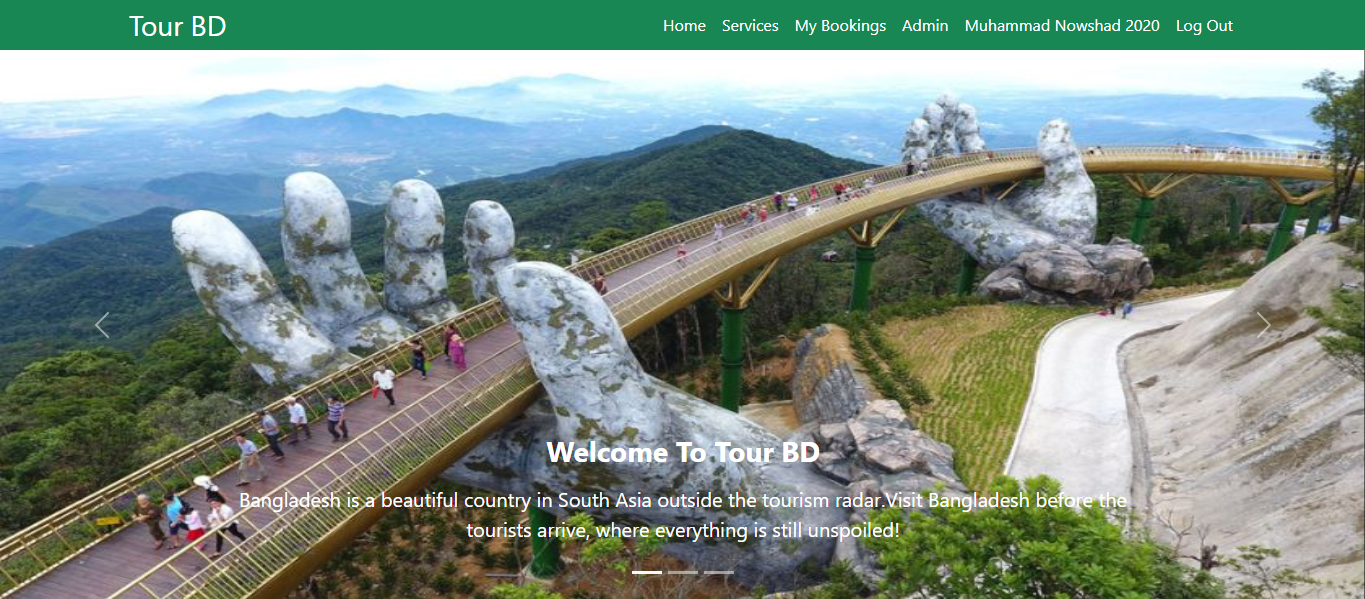 Tour BD
Home Services My Bookings Admin Muhammad Nowshad 2020 Log Out
Welcome To Tour BD
Bangladesh is a beautiful country in South Asia outside the tourism radar.Visit Bangladesh before the
tourists arrive, where everything is still unspoiled!